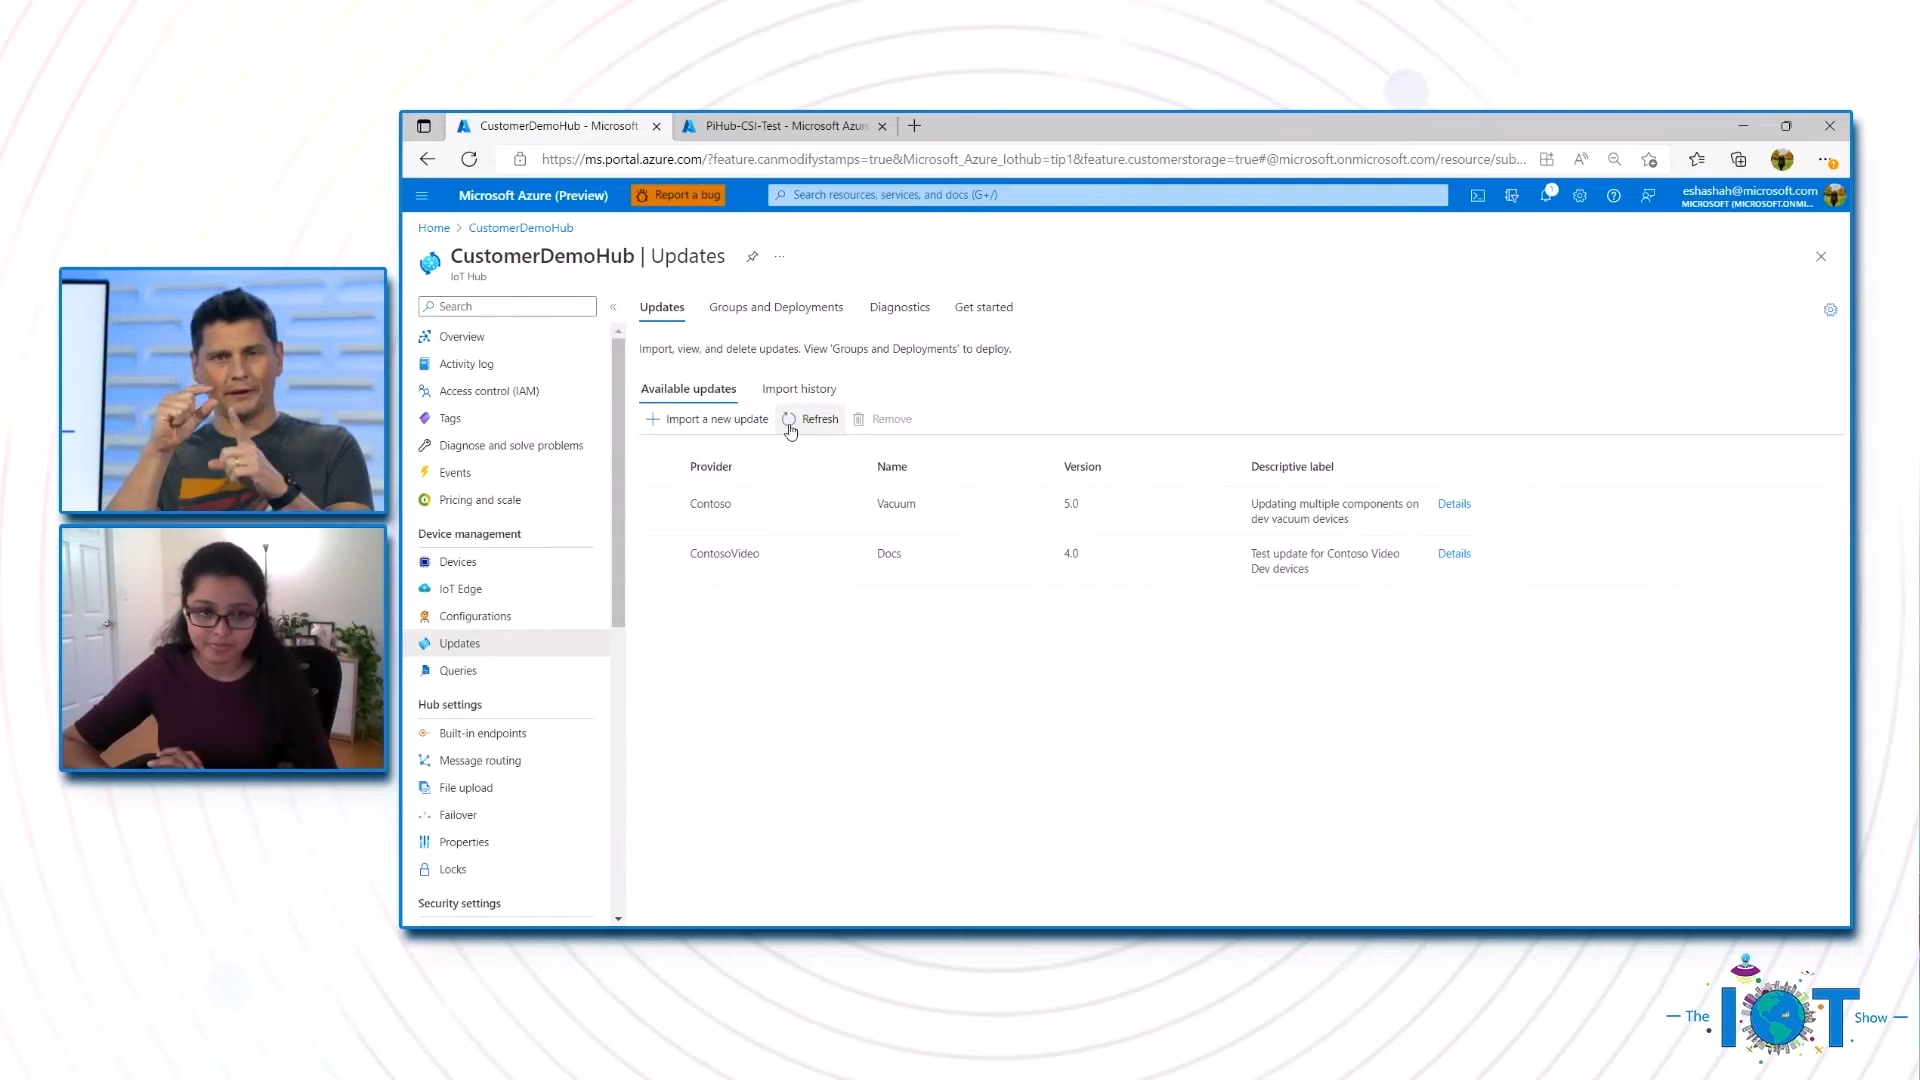 CustomerDemoHub - Microsoft
PiHub-CSI-Test - Microsoft Azure
https://ms.portal.azure.com/?feature.canmodifystamps=true&Microsoft_Azure_Iothub=tip1&feature.customerstorage=true#@microsoft.onmicrosoft.com/resource/sub...
Microsoft Azure (Preview)
Report a bug
Search resources, services, and docs (G+/)
1
eshashah@microsoft.com
MICROSOFT (MICROSOFT.ONMI...
Home > CustomerDemoHub
CustomerDemoHub | Updates
IoT Hub
Search
Overview
Activity log
Access control (IAM)
Tags
Diagnose and solve problems
Events
Pricing and scale
Device management
Devices
IoT Edge
Configurations
Updates
Queries
Hub settings
Built-in endpoints
Message routing
File upload
Failover
Properties
Locks
Security settings
Updates Groups and Deployments Diagnostics Get started
Import, view, and delete updates. View 'Groups and Deployments' to deploy.
Available updates Import history
Import a new update Refresh Remove
Provider Name Version Descriptive label
Contoso Vacuum 5.0 Updating multiple components on Details
dev vacuum devices
ContosoVideo Docs 4.0 Test update for Contoso Video Details
Dev devices
The IoT Show